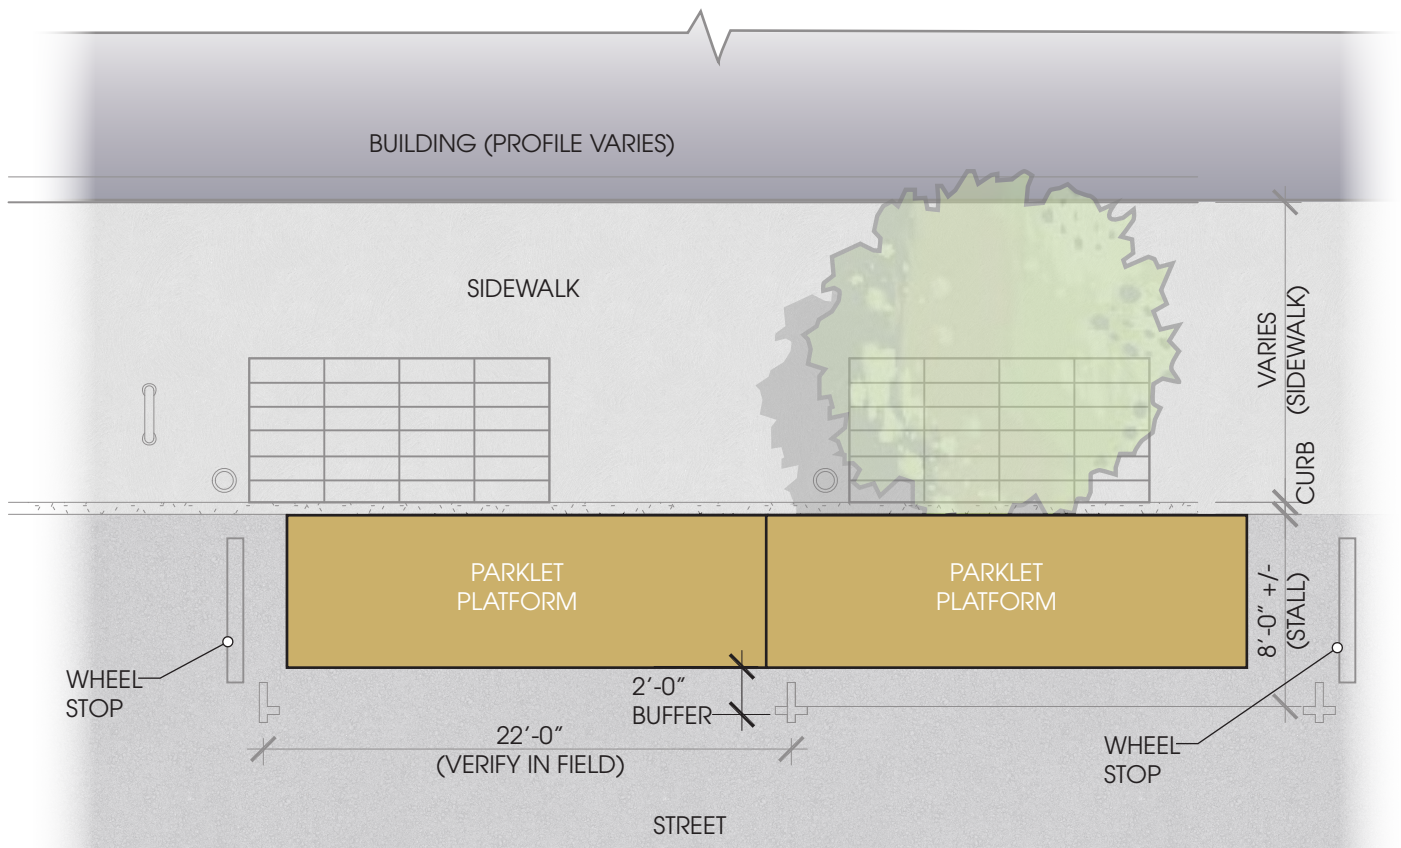 BUILDING (PROFILE VARIES)
SIDEWALK
VARIES
(SIDEWALK)
CURB
PARKLET
PLATFORM
PARKLET
PLATFORM
8'-0" +/-
(STALL)
WHEEL
STOP
2'-0"
BUFFER
22'-0"
(VERIFY IN FIELD)
WHEEL
STOP
STREET